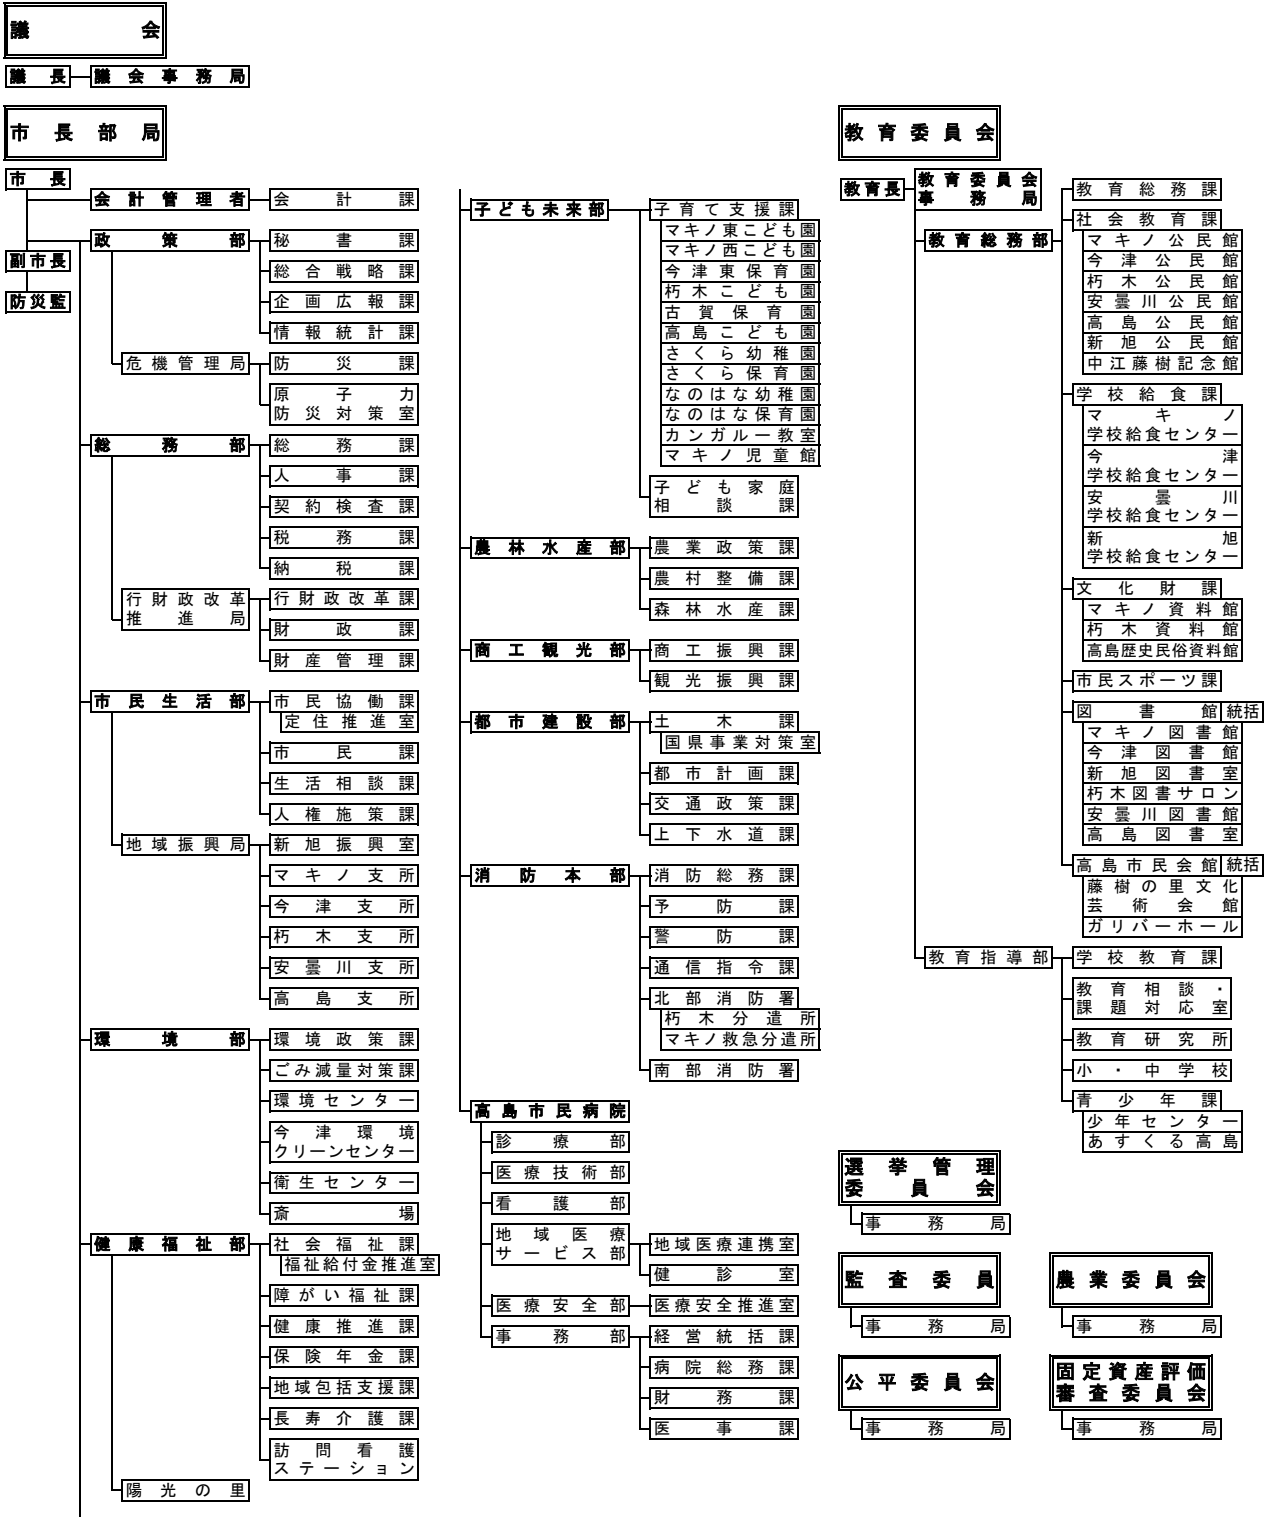 議会
議長
議会事務局
市長部局
市長
副市長
防災監
会計管理者
会計課
政策部
秘書課
総合戦略課
企画広報課
情報統計課
危機管理局
防災課
原子力
防災対策室
総務部
総務課
人事課
契約検査課
税務課
納税課
行財政改革
推進局
行財政改革課
財政課
財産管理課
市民生活部
市民協働課
定住推進室
市民課
生活相談課
人権施策課
地域振興局
新旭振興室
マキノ支所
今津支所
朽木支所
安曇川支所
高島支所
環境部
環境政策課
ごみ減量対策課
環境センター
今津環境
クリーンセンター
衛生センター
斎場
健康福祉部
社会福祉課
福祉給付金推進室
障がい福祉課
健康推進課
保険年金課
地域包括支援課
長寿介護課
訪問看護
ステーション
陽光の里
子ども未来部
子育て支援課
マキノ東こども園
マキノ西こども園
今津東保育園
朽木こども園
古賀保育園
高島こども園
さくら幼稚園
さくら保育園
なのはな幼稚園
なのはな保育園
カンガルー教室
マキノ児童館
子ども家庭
相談課
農林水産部
農業政策課
農村整備課
森林水産課
商工観光部
商工振興課
観光振興課
都市建設部
土木課
国県事業対策室
都市計画課
交通政策課
上下水道課
消防本部
消防総務課
予防課
警防課
通信指令課
北部消防署
朽木分遣所
マキノ救急分遣所
南部消防署
高島市民病院
診療部
医療技術部
看護部
地域医療
サービス部
地域医療連携室
健診室
医療安全部
医療安全推進室
事務部
経営統括課
病院総務課
財務課
医事課
教育委員会
教育長
教育委員会
事務局
教育総務部
教育総務課
社会教育課
マキノ公民館
今津公民館
朽木公民館
安曇川公民館
高島公民館
新旭公民館
中江藤樹記念館
学校給食課
マキノ
学校給食センター
今津
学校給食センター
安曇川
学校給食センター
新旭
学校給食センター
文化財課
マキノ資料館
朽木資料館
高島歴史民俗資料館
市民スポーツ課
図書館 統括
マキノ図書館
今津図書館
新旭図書室
朽木図書サロン
安曇川図書館
高島図書室
高島市民会館 統括
藤樹の里文化
芸術会館
ガリバーホール
教育指導部
学校教育課
教育相談・
課題対応室
教育研究所
小・中学校
青少年課
少年センター
あすくる高島
選挙管理
委員会
事務局
監査委員
事務局
農業委員会
事務局
公平委員会
事務局
固定資産評価
審査委員会
事務局